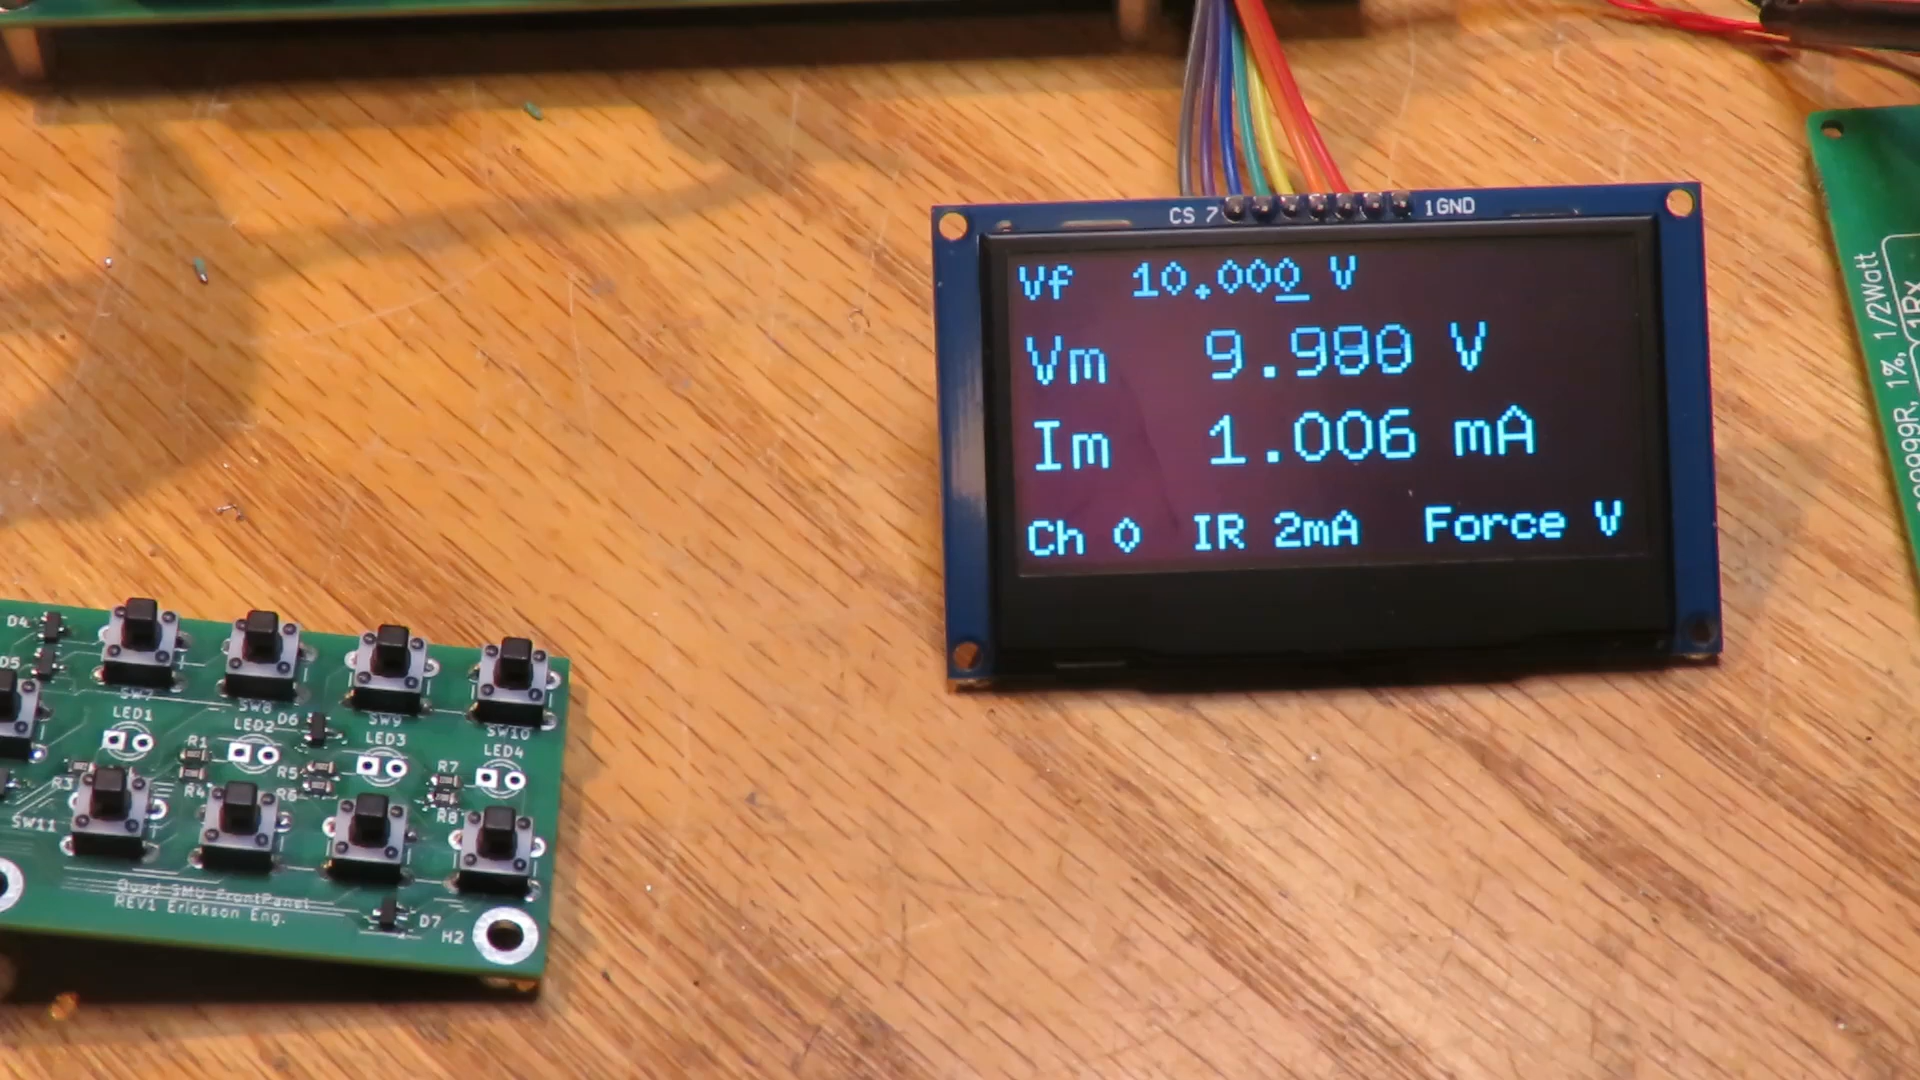 CS 7 1GND
Vf 10.000 V
Vm V
Im 1.006 mA
Ch 0 IR 2mA Force V
1%, 1/2Watt
D4
D5
SW7
SW8
SW9
SW10
LED1
LED2
D6
LED3
LED4
R1
R3
R4
R5
R6
R7
R8
SW11
Quad SMU FrontPanel
REV1 Erickson Eng.
D7
H2